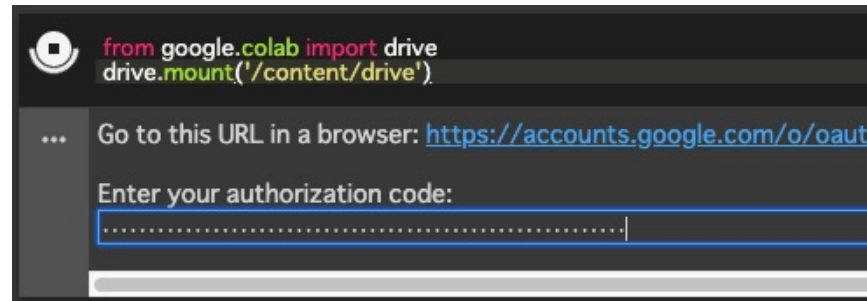 from google.colab import drive
drive.mount('/content/drive')
Go to this URL in a browser: https://accounts.google.com/o/oaut
Enter your authorization code: